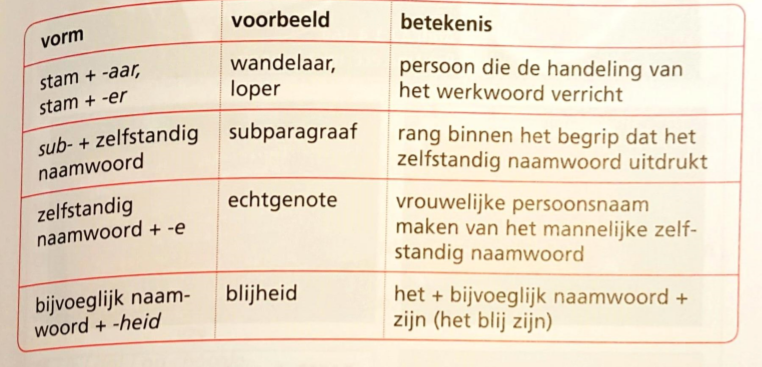 vorm voorbeeld betekenis
stam + -aar, wandelaar, persoon die de handeling van
stam + -er loper het werkwoord verricht
sub- + zelfstandig subparagraaf rang binnen het begrip dat het
naamwoord zelfstandig naamwoord uitdrukt
zelfstandig echtgenote vrouwelijke persoonsnaam
naamwoord + -e maken van het mannelijke zelf-
standig naamwoord
bijvoeglijk naam- blijheid het + bijvoeglijk naamwoord +
woord + -heid zijn (het blij zijn)